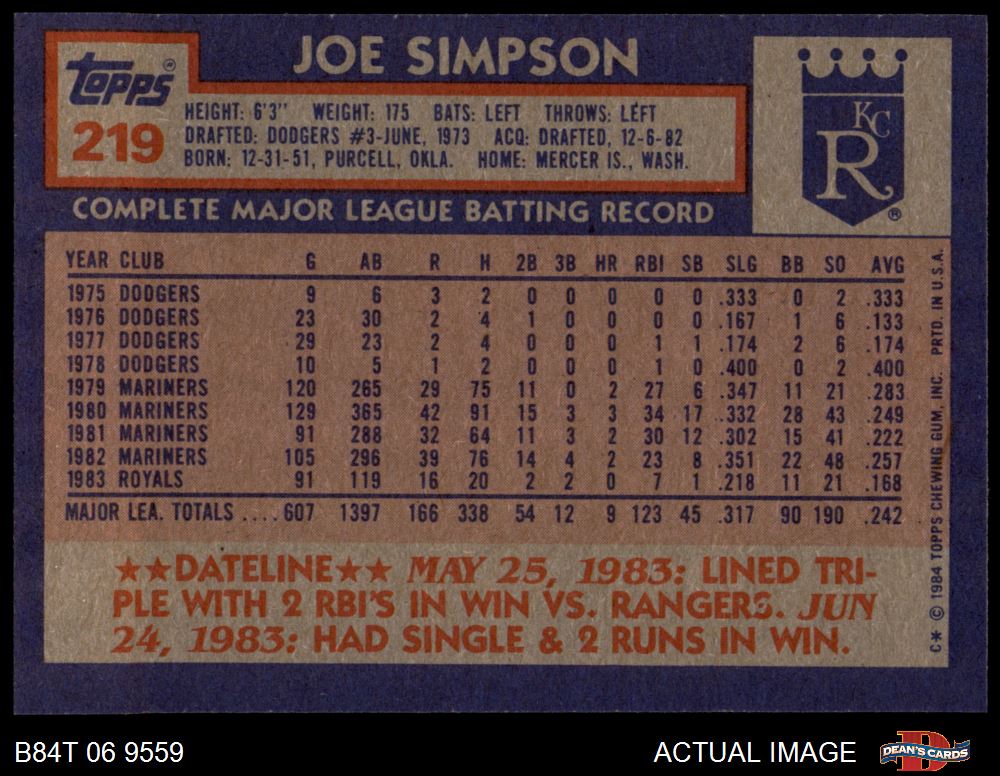 topps®
219
JOE SIMPSON
HEIGHT: 6'3" WEIGHT: 175 BATS: LEFT THROWS: LEFT
DRAFTED: DODGERS #3-JUNE, 1973 ACQ: DRAFTED, 12-6-82
BORN: 12-31-51, PURCELL, OKLA. HOME: MERCER IS., WASH.
KC
R
®
COMPLETE MAJOR LEAGUE BATTING RECORD
YEAR CLUB G AB R H 2B 3B HR RBI SB SLG BB SO AVG
1975 DODGERS 9 6 3 2 0 0 0 0 0 .333 0 2 .333
1976 DODGERS 23 30 2 4 1 0 0 0 0 .167 1 6 .133
1977 DODGERS 29 23 2 4 0 0 0 1 1 .174 2 6 .174
1978 DODGERS 10 5 1 2 0 0 0 1 0 .400 0 2 .400
1979 MARINERS 120 265 29 75 11 0 2 27 6 .347 11 21 .283
1980 MARINERS 129 365 42 91 15 3 3 34 17 .332 28 43 .249
1981 MARINERS 91 288 32 64 11 3 2 30 12 .302 15 41 .222
1982 MARINERS 105 296 39 76 14 4 2 23 8 .351 22 48 .257
1983 ROYALS 91 119 16 20 2 2 0 7 1 .218 11 21 .168
MAJOR LEA. TOTALS .... 607 1397 166 338 54 12 9 123 45 .317 90 190 .242
★★DATELINE★★ MAY 25, 1983: LINED TRI-
PLE WITH 2 RBI'S IN WIN VS. RANGERS. JUN
24, 1983: HAD SINGLE & 2 RUNS IN WIN.
C* © 1984 TOPPS CHEWING GUM, INC. PRTD. IN U.S.A.
B84T 06 9559
ACTUAL IMAGE
D
DEAN'S CARDS